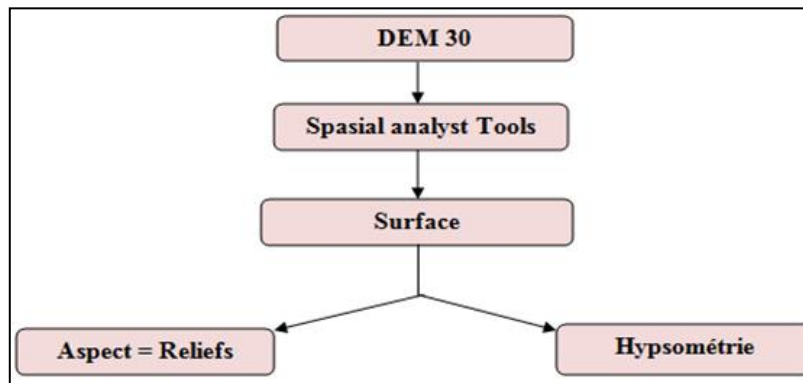 DEM 30
Spasial analyst Tools
Surface
Aspect = Reliefs
Hypsométrie